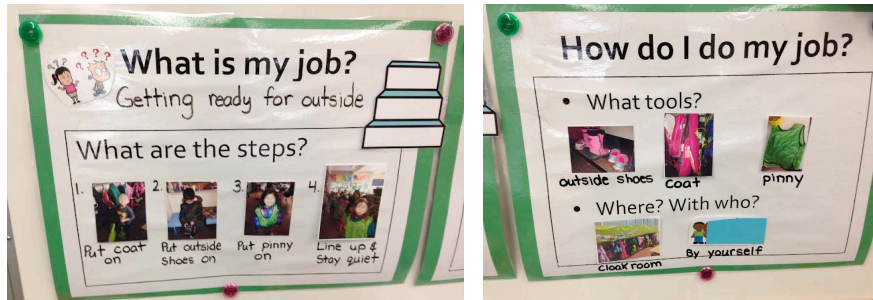 What is my job?
Getting ready for outside
What are the steps?
1. 2. 3. 4.
Put coat on
Put outside shoes on
Put pinny on
Line up & Stay quiet
How do I do my job?
• What tools?
outside shoes
coat
pinny
• Where? With who?
cloakroom
By yourself